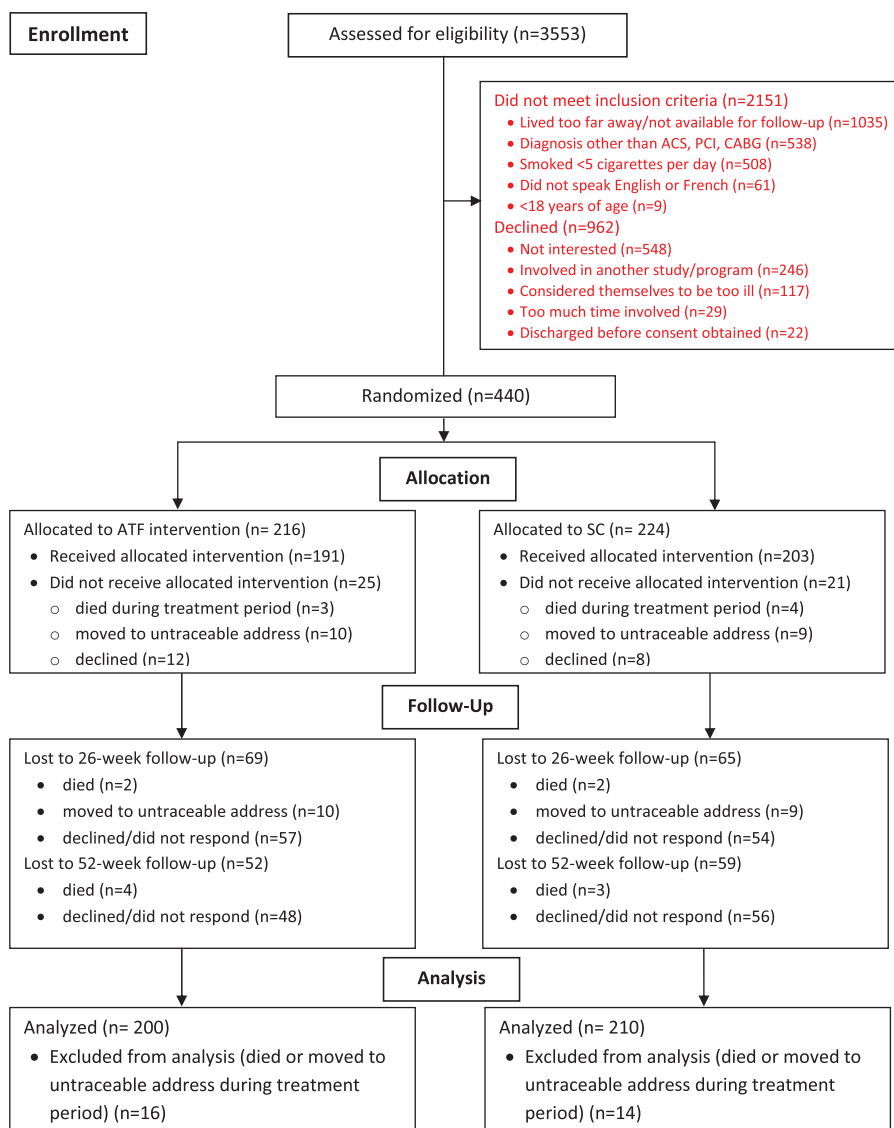 Enrollment
Assessed for eligibility (n=3553)
Did not meet inclusion criteria (n=2151)
• Lived too far away/not available for follow-up (n=1035)
• Diagnosis other than ACS, PCI, CABG (n=538)
• Smoked <5 cigarettes per day (n=508)
• Did not speak English or French (n=61)
• <18 years of age (n=9)
Declined (n=962)
• Not interested (n=548)
• Involved in another study/program (n=246)
• Considered themselves to be too ill (n=117)
• Too much time involved (n=29)
• Discharged before consent obtained (n=22)
Randomized (n=440)
Allocation
Allocated to ATF intervention (n= 216)
• Received allocated intervention (n=191)
• Did not receive allocated intervention (n=25)
o died during treatment period (n=3)
o moved to untraceable address (n=10)
o declined (n=12)
Allocated to SC (n= 224)
• Received allocated intervention (n=203)
• Did not receive allocated intervention (n=21)
o died during treatment period (n=4)
o moved to untraceable address (n=9)
o declined (n=8)
Follow-Up
Lost to 26-week follow-up (n=69)
• died (n=2)
• moved to untraceable address (n=10)
• declined/did not respond (n=57)
Lost to 52-week follow-up (n=52)
• died (n=4)
• declined/did not respond (n=48)
Lost to 26-week follow-up (n=65)
• died (n=2)
• moved to untraceable address (n=9)
• declined/did not respond (n=54)
Lost to 52-week follow-up (n=59)
• died (n=3)
• declined/did not respond (n=56)
Analysis
Analyzed (n= 200)
• Excluded from analysis (died or moved to
untraceable address during treatment
period) (n=16)
Analyzed (n= 210)
• Excluded from analysis (died or moved to
untraceable address during treatment
period) (n=14)